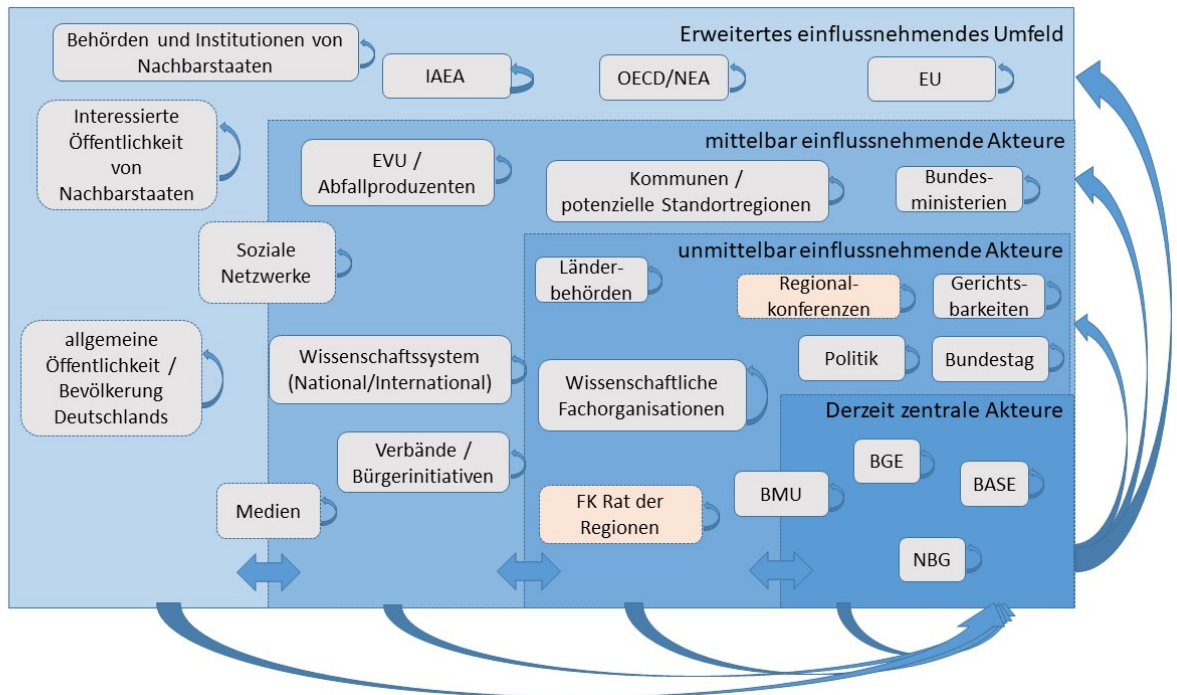 Erweitertes einflussnehmendes Umfeld
Behörden und Institutionen von
Nachbarstaaten
IAEA
OECD/NEA
EU
Interessierte
Öffentlichkeit
von
Nachbarstaaten
mittelbar einflussnehmende Akteure
EVU /
Abfallproduzenten
Kommunen /
potenzielle Standortregionen
Bundes-
ministerien
Soziale
Netzwerke
unmittelbar einflussnehmende Akteure
Länder-
behörden
Regional-
konferenzen
Gerichts-
barkeiten
allgemeine
Öffentlichkeit /
Bevölkerung
Deutschlands
Wissenschaftssystem
(National/International)
Wissenschaftliche
Fachorganisationen
Politik
Bundestag
Derzeit zentrale Akteure
Verbände /
Bürgerinitiativen
BGE
BASE
Medien
FK Rat der
Regionen
BMU
NBG